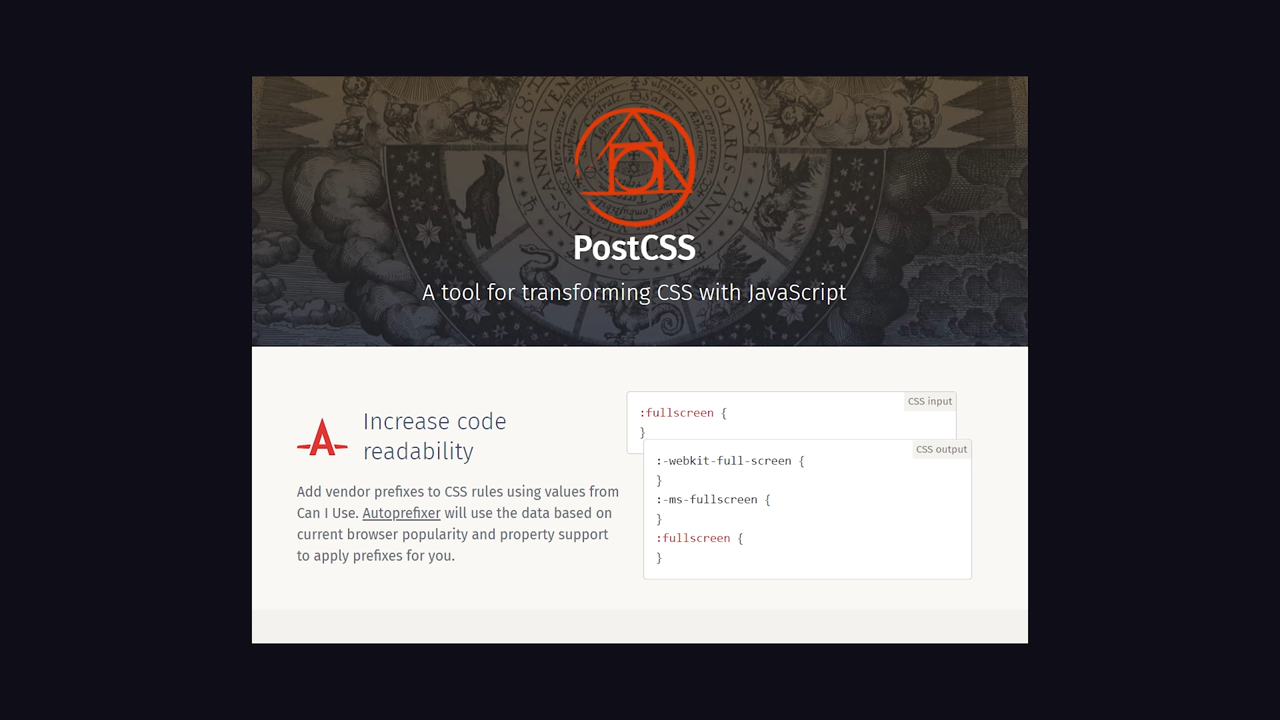 PostCSS
A tool for transforming CSS with JavaScript
Increase code
readability
Add vendor prefixes to CSS rules using values from
Can I Use. Autoprefixer will use the data based on
current browser popularity and property support
to apply prefixes for you.
CSS input
:fullscreen {
}
CSS output
:-webkit-full-screen {
}
:-ms-fullscreen {
}
:fullscreen {
}